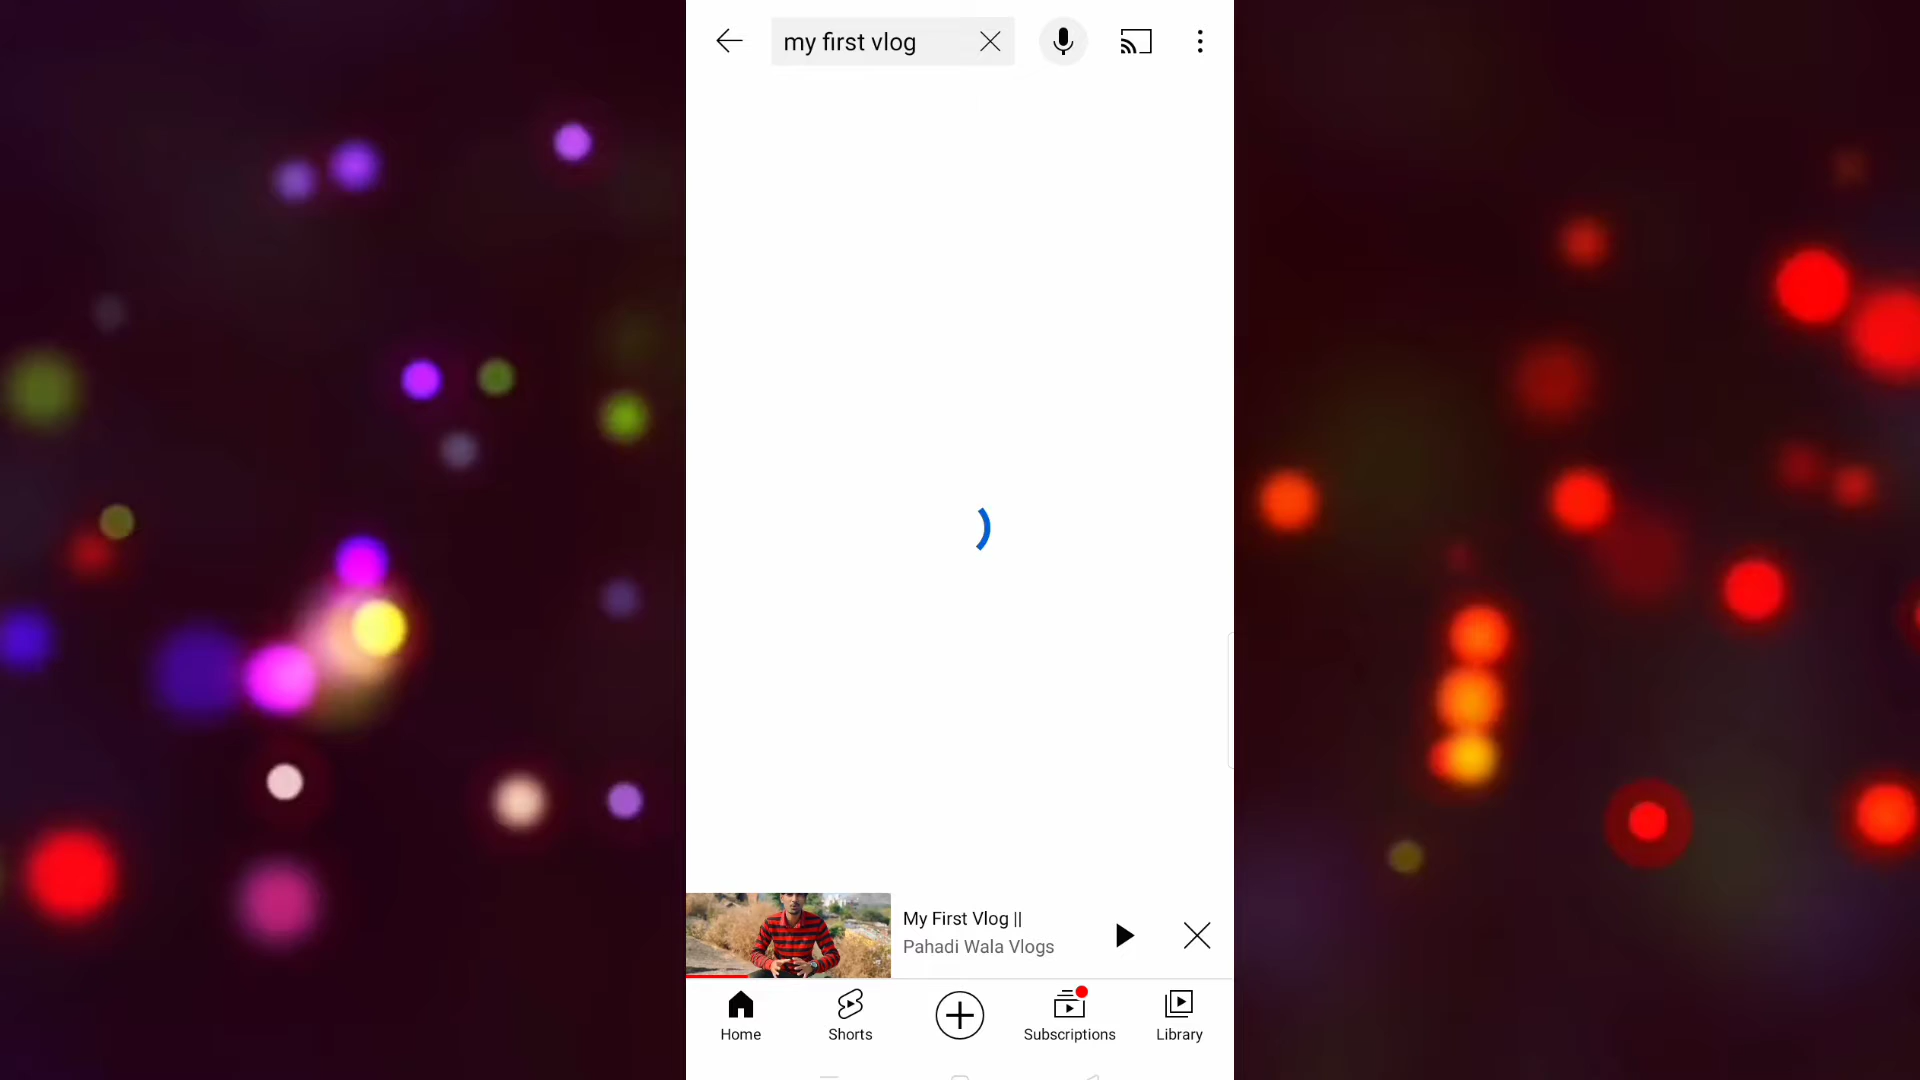 my first vlog
My First Vlog ||
Pahadi Wala Vlogs
Home
Shorts
Subscriptions
Library